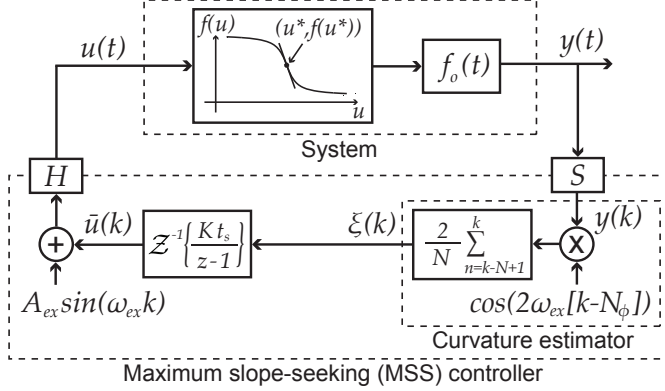 f(u)
(u*,f(u*))
u
u(t)
f_o(t)
y(t)
System
H
S
ū(k)
Z⁻¹{K t_s / z-1}
ξ(k)
2/N ∑_{n=k-N+1}^{k}
y(k)
+
x
A_ex sin(ω_ex k)
cos(2ω_ex[k-N_ϕ])
Curvature estimator
Maximum slope-seeking (MSS) controller